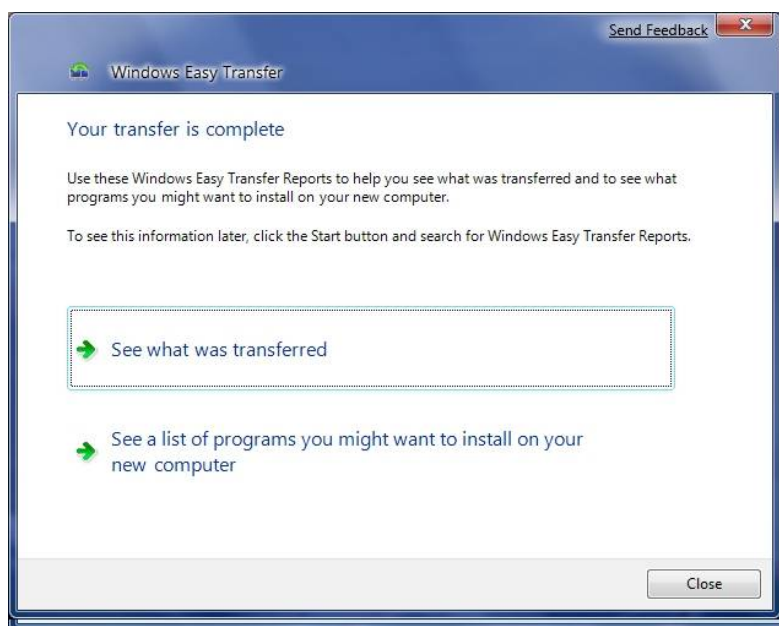 Send Feedback
X
Windows Easy Transfer
Your transfer is complete
Use these Windows Easy Transfer Reports to help you see what was transferred and to see what
programs you might want to install on your new computer.
To see this information later, click the Start button and search for Windows Easy Transfer Reports.
See what was transferred
See a list of programs you might want to install on your
new computer
Close